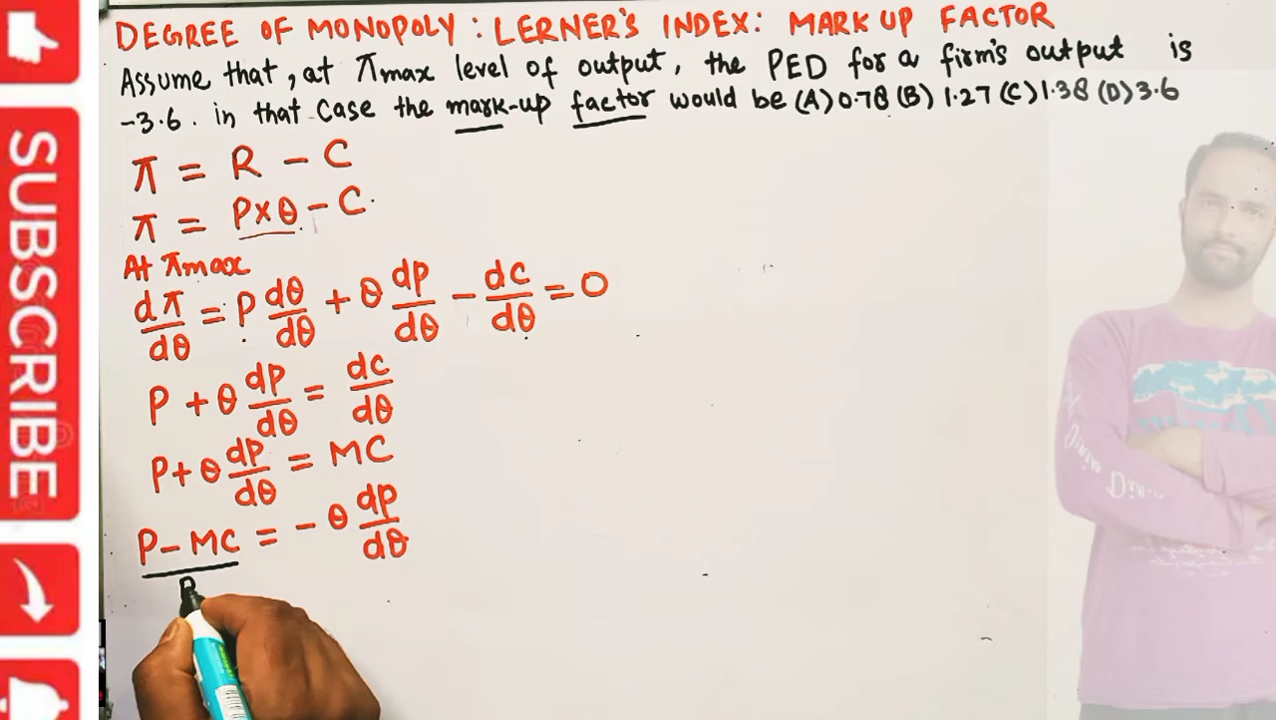 SUBSCRIBE
DEGREE OF MONOPOLY : LERNER'S INDEX: MARK UP FACTOR
Assume that, at πmax level of output, the PED for a firm's output is
-3.6. in that case the mark-up factor would be (A) 0.78 (B) 1.27 (C) 1.38 (D) 3.6
π = R - C
π = P×θ - C.
At πmax
dπ/dθ = P dθ/dθ + θ dp/dθ - dc/dθ = 0
P + θ dp/dθ = dc/dθ
P + θ dp/dθ = MC
P - MC = - θ dp/dθ